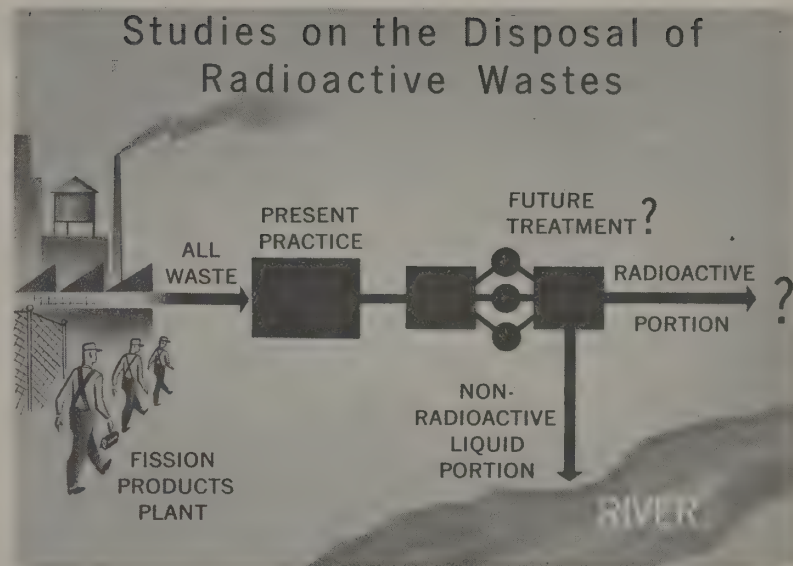 Studies on the Disposal of
Radioactive Wastes
ALL
WASTE
PRESENT
PRACTICE
FUTURE
TREATMENT?
RADIOACTIVE
PORTION
?
NON-
RADIOACTIVE
LIQUID
PORTION
FISSION
PRODUCTS
PLANT
RIVER